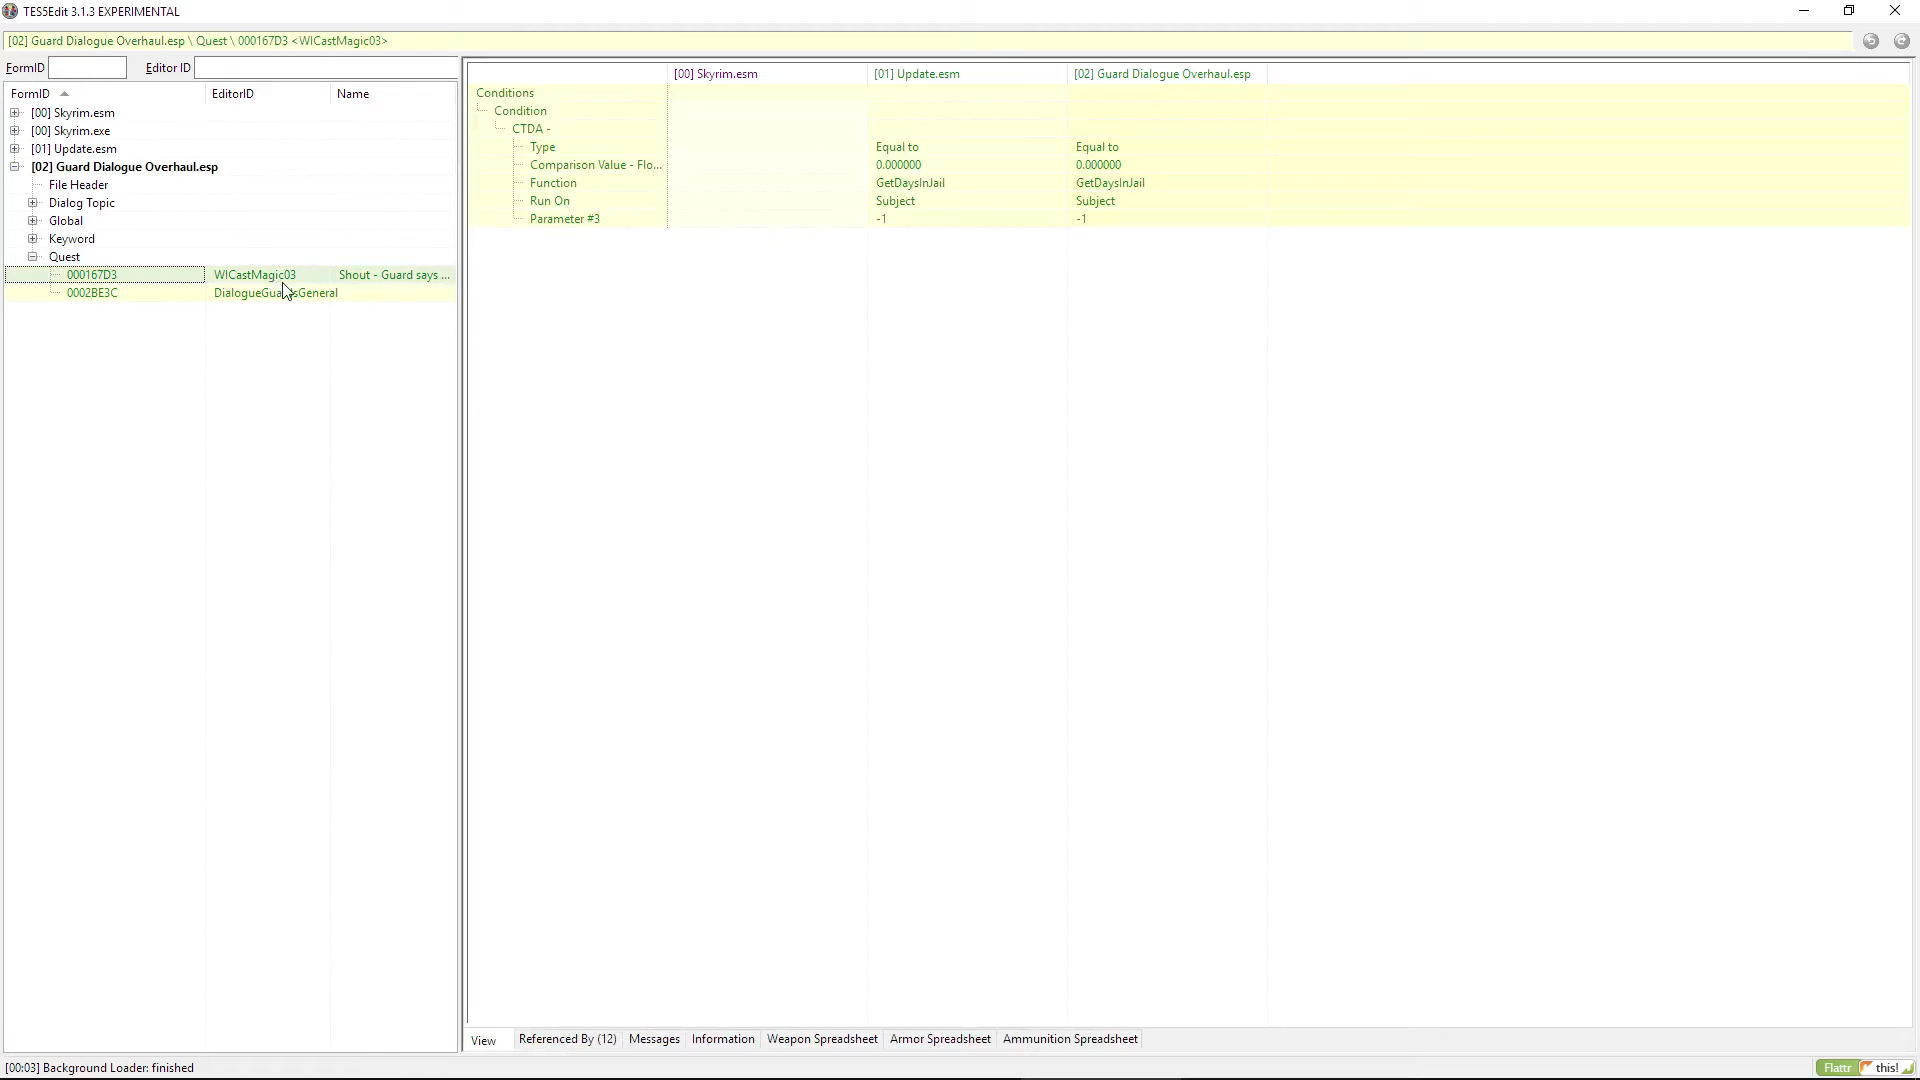 TES5Edit 3.1.3 EXPERIMENTAL
[02] Guard Dialogue Overhaul.esp \ Quest \ 000167D3 <WICastMagic03>
FormID Editor ID
FormID EditorID Name
[00] Skyrim.esm
[00] Skyrim.exe
[01] Update.esm
[02] Guard Dialogue Overhaul.esp
File Header
Dialog Topic
Global
Keyword
Quest
000167D3 WICastMagic03 Shout - Guard says ...
0002BE3C
[00] Skyrim.esm [01] Update.esm [02] Guard Dialogue Overhaul.esp
Conditions
Condition
CTDA -
Type Equal to Equal to
Comparison Value - Flo... 0.000000 0.000000
Function GetDaysInJail GetDaysInJail
Run On Subject Subject
Parameter #3 -1 -1
View Referenced By (12) Messages Information Weapon Spreadsheet Armor Spreadsheet Ammunition Spreadsheet
[00:03] Background Loader: finished
Flattr this!